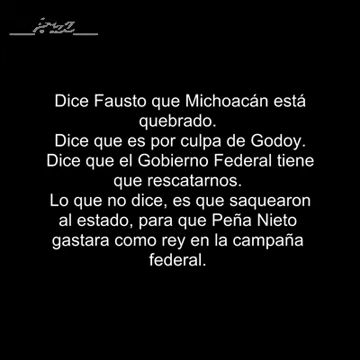 Dice Fausto que Michoacán está
quebrado.
Dice que es por culpa de Godoy.
Dice que el Gobierno Federal tiene
que rescatarnos.
Lo que no dice, es que saquearon
al estado, para que Peña Nieto
gastara como rey en la campaña
federal.